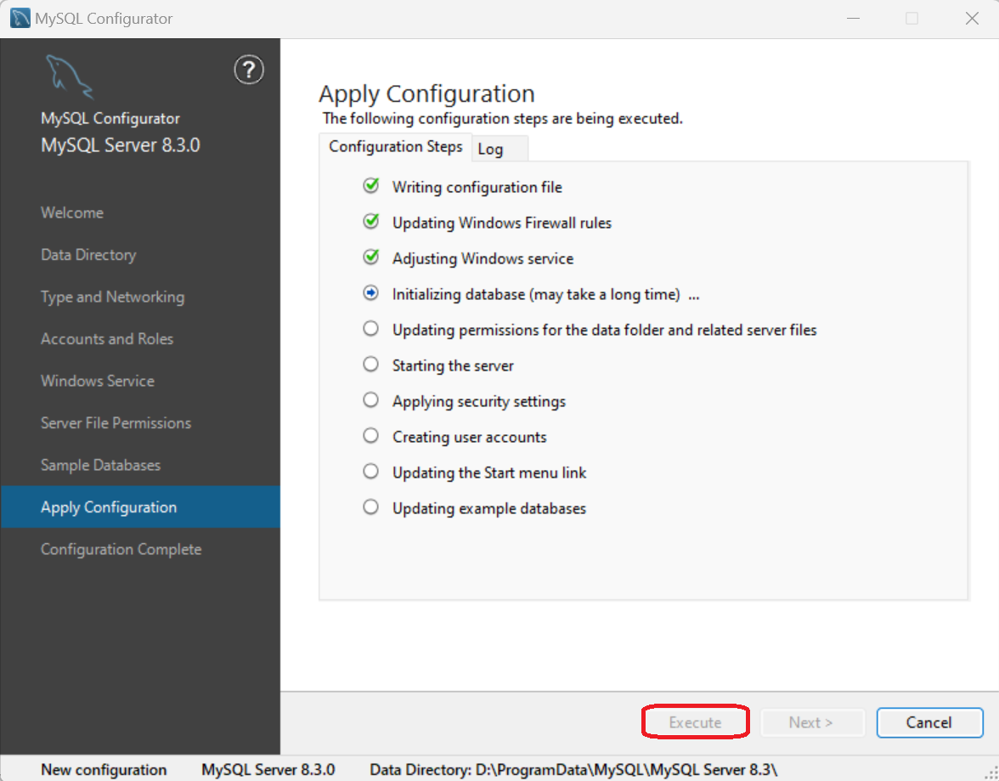 MySQL Configurator
?
MySQL Configurator
MySQL Server 8.3.0
Welcome
Data Directory
Type and Networking
Accounts and Roles
Windows Service
Server File Permissions
Sample Databases
Apply Configuration
Configuration Complete
Apply Configuration
The following configuration steps are being executed.
Configuration Steps Log
Writing configuration file
Updating Windows Firewall rules
Adjusting Windows service
Initializing database (may take a long time) ...
Updating permissions for the data folder and related server files
Starting the server
Applying security settings
Creating user accounts
Updating the Start menu link
Updating example databases
Execute Next > Cancel
New configuration MySQL Server 8.3.0 Data Directory: D:\ProgramData\MySQL\MySQL Server 8.3\